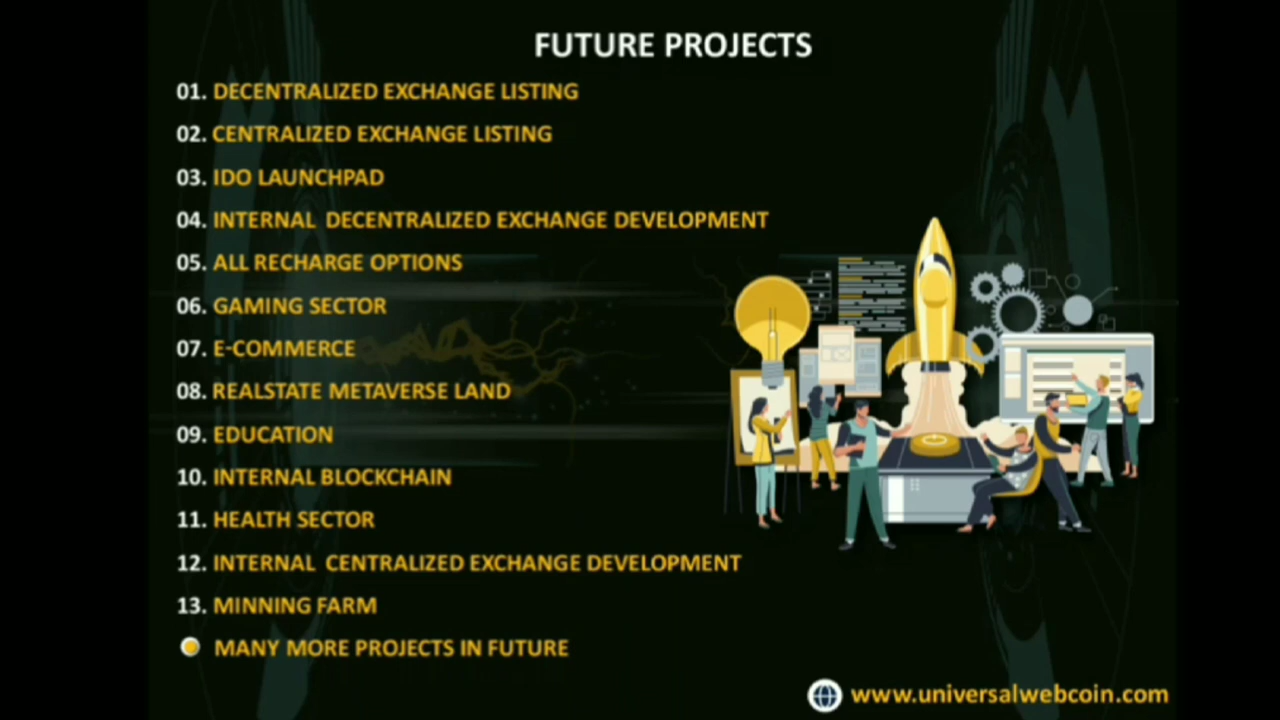 FUTURE PROJECTS
01. DECENTRALIZED EXCHANGE LISTING
02. CENTRALIZED EXCHANGE LISTING
03. IDO LAUNCHPAD
04. INTERNAL DECENTRALIZED EXCHANGE DEVELOPMENT
05. ALL RECHARGE OPTIONS
06. GAMING SECTOR
07. E-COMMERCE
08. REALSTATE METAVERSE LAND
09. EDUCATION
10. INTERNAL BLOCKCHAIN
11. HEALTH SECTOR
12. INTERNAL CENTRALIZED EXCHANGE DEVELOPMENT
13. MINNING FARM
MANY MORE PROJECTS IN FUTURE
www.universalwebcoin.com